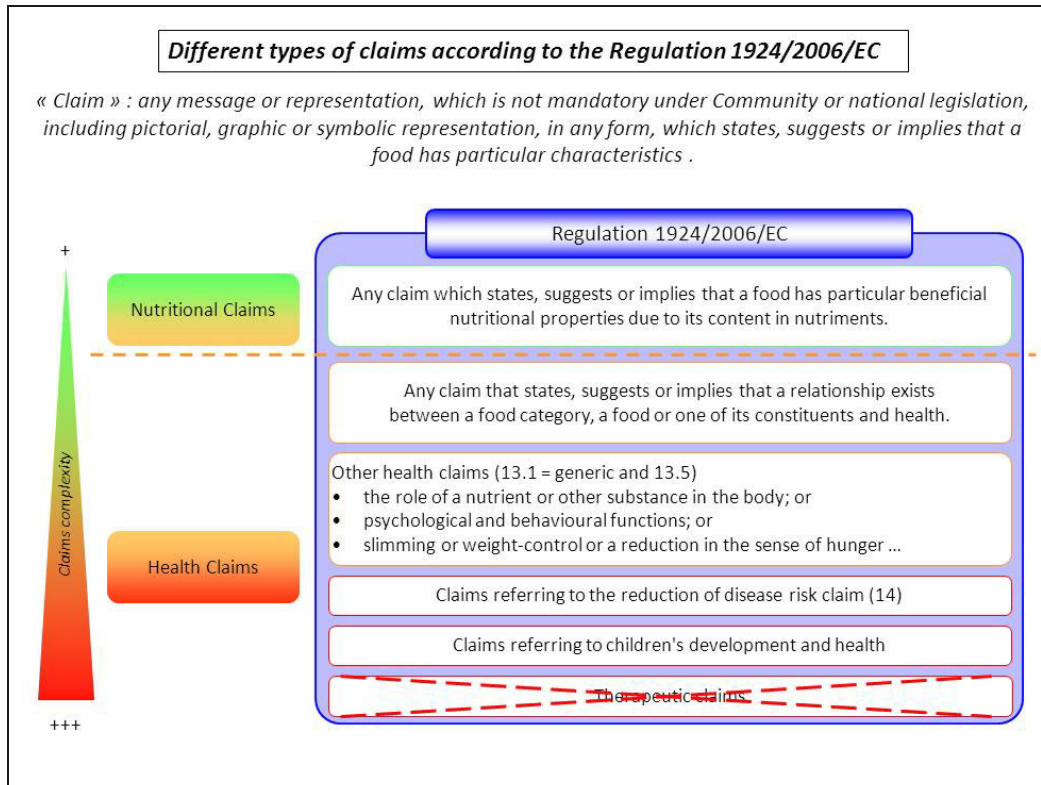 Different types of claims according to the Regulation 1924/2006/EC
« Claim » : any message or representation, which is not mandatory under Community or national legislation,
including pictorial, graphic or symbolic representation, in any form, which states, suggests or implies that a
food has particular characteristics .
Regulation 1924/2006/EC
+
Nutritional Claims
Any claim which states, suggests or implies that a food has particular beneficial
nutritional properties due to its content in nutriments.
Any claim that states, suggests or implies that a relationship exists
between a food category, a food or one of its constituents and health.
Claims complexity
Health Claims
Other health claims (13.1 = generic and 13.5)
• the role of a nutrient or other substance in the body; or
• psychological and behavioural functions; or
• slimming or weight-control or a reduction in the sense of hunger ...
Claims referring to the reduction of disease risk claim (14)
Claims referring to children's development and health
Therapeutic claims
+++